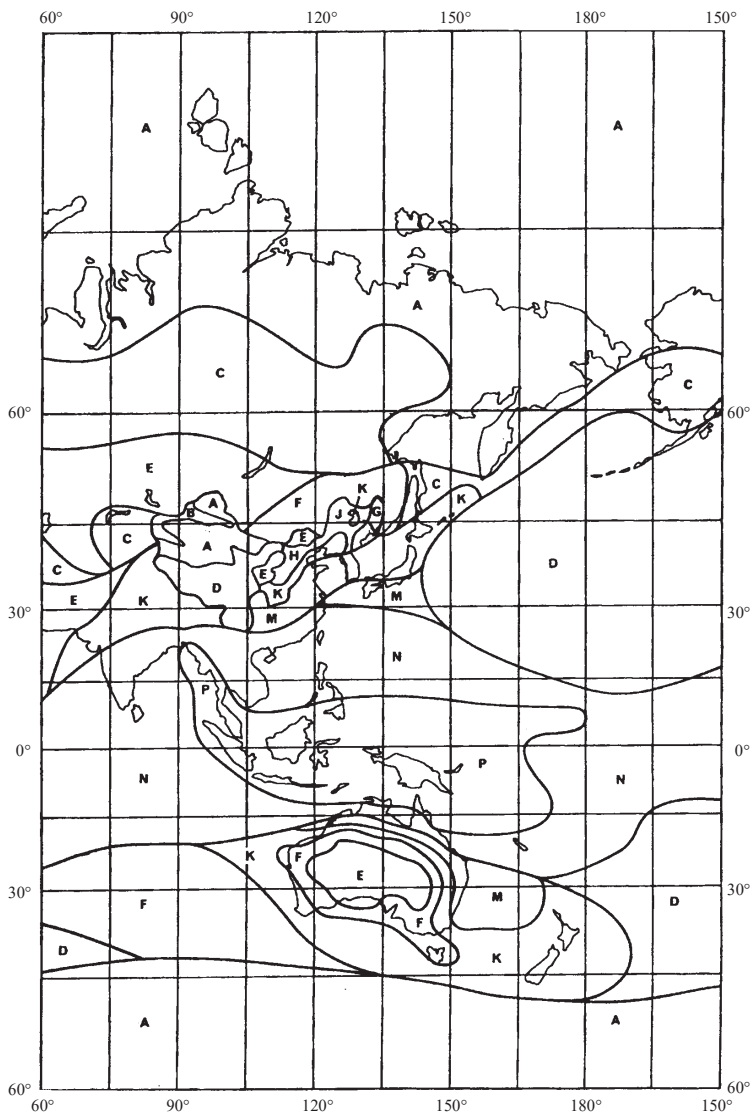 60° 90° 120° 150° 180° 150°
A A
A
C C
60° 60°
E
K C
A F K
B J G
C E
A H D
C E
D K
30° E K M M 30°
N
P
0° P 0°
N N
K F
E
30° M 30°
F D
F
D K
A A
60° 60°
60° 90° 120° 150° 180° 150°